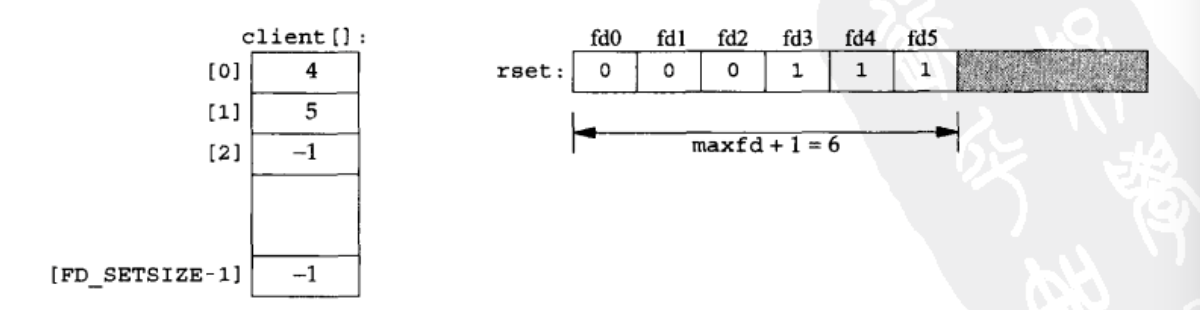 client[]:
[0] 4
[1] 5
[2] −1
[FD_SETSIZE-1] −1
fd0 fd1 fd2 fd3 fd4 fd5
rset: 0 0 0 1 1 1
maxfd + 1 = 6